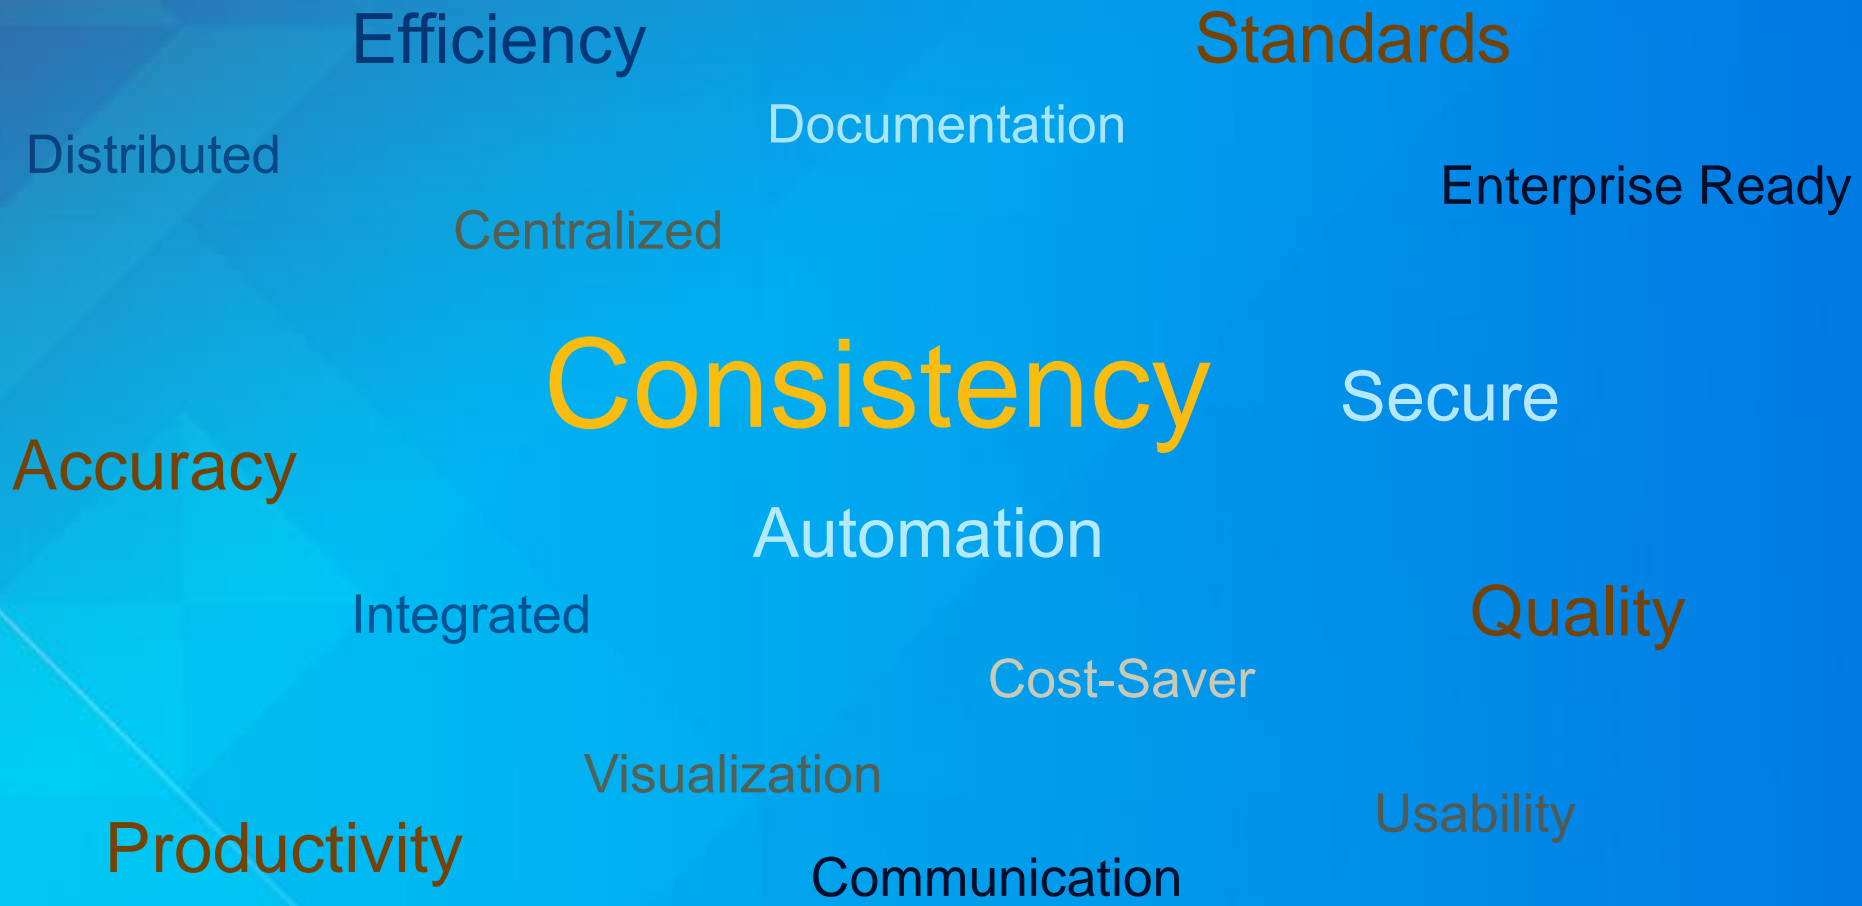 Efficiency
Standards
Documentation
Distributed
Enterprise Ready
Centralized
Consistency
Secure
Accuracy
Automation
Integrated
Quality
Cost-Saver
Visualization
Usability
Productivity
Communication